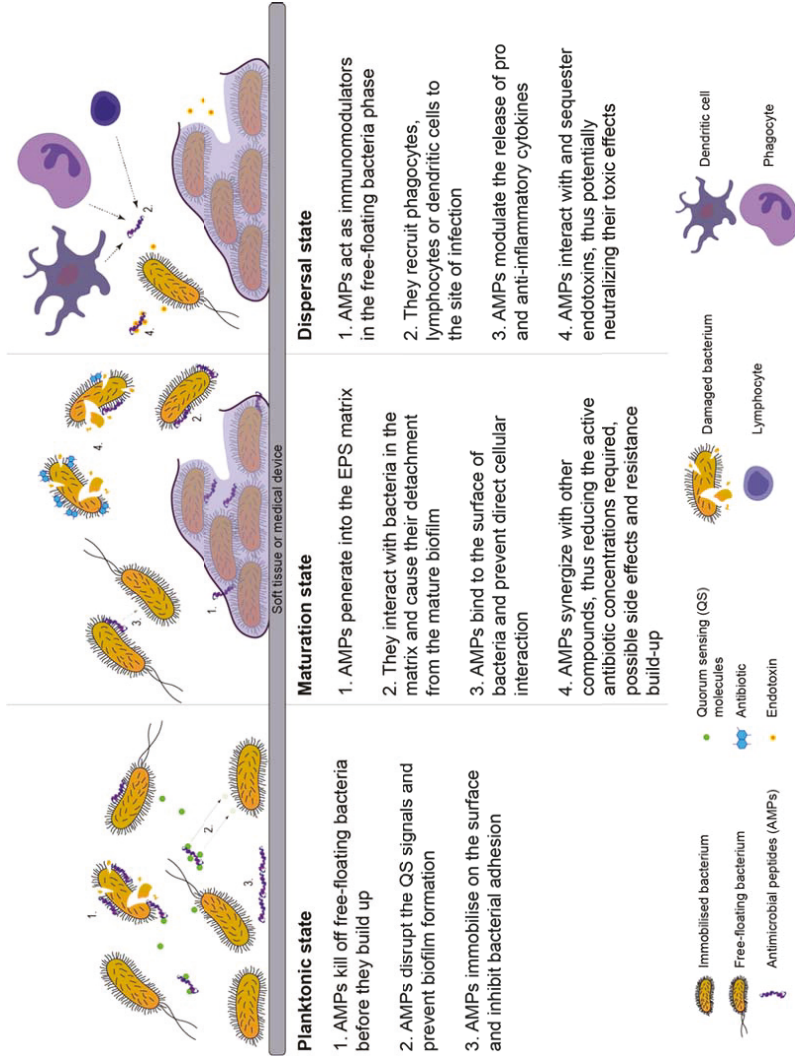 1.
2.
3.
3.
1.
4.
2.
4.
2.
Soft tissue or medical device
Planktonic state
1. AMPs kill off free-floating bacteria
before they build up
2. AMPs disrupt the QS signals and
prevent biofilm formation
3. AMPs immobilise on the surface
and inhibit bacterial adhesion
Maturation state
1. AMPs penerate into the EPS matrix
2. They interact with bacteria in the
matrix and cause their detachment
from the mature biofilm
3. AMPs bind to the surface of
bacteria and prevent direct cellular
interaction
4. AMPs synergize with other
compounds, thus reducing the active
antibiotic concentrations required,
possible side effects and resistance
build-up
Dispersal state
1. AMPs act as immunomodulators
in the free-floating bacteria phase
2. They recruit phagocytes,
lymphocytes or dendritic cells to
the site of infection
3. AMPs modulate the release of pro
and anti-inflammatory cytokines
4. AMPs interact with and sequester
endotoxins, thus potentially
neutralizing their toxic effects
Immobilised bacterium
Free-floating bacterium
Antimicrobial peptides (AMPs)
Quorum sensing (QS)
molecules
Antibiotic
Endotoxin
Damaged bacterium
Lymphocyte
Dendritic cell
Phagocyte